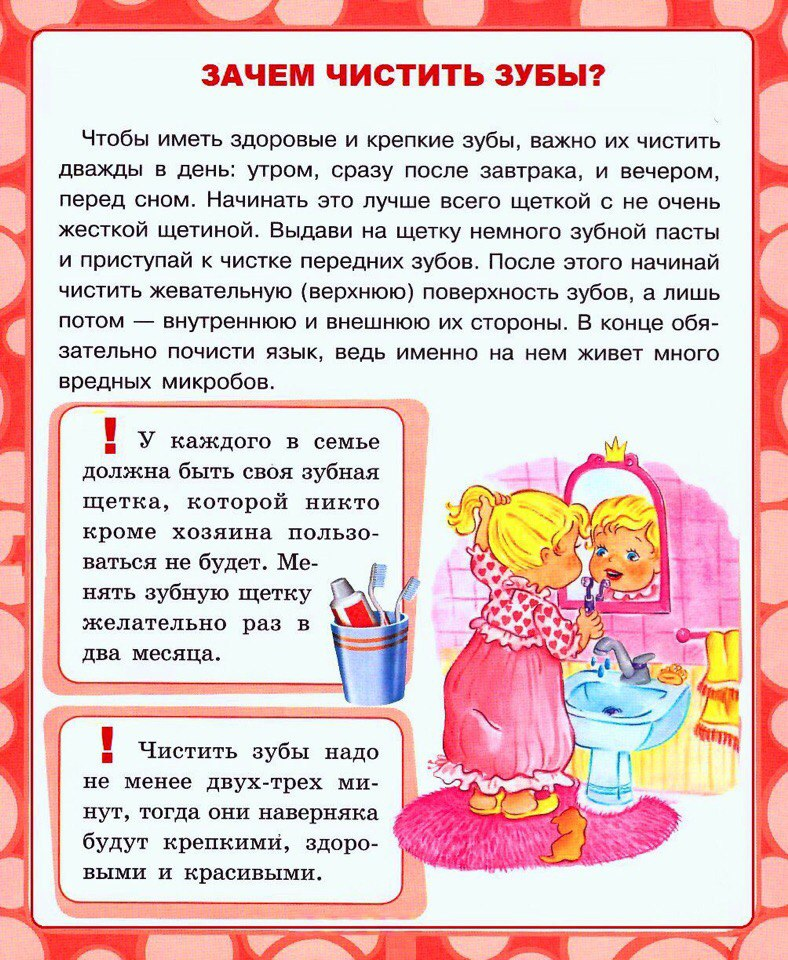 ЗАЧЕМ ЧИСТИТЬ ЗУБЫ?
Чтобы иметь здоровые и крепкие зубы, важно их чистить
дважды в день: утром, сразу после завтрака, и вечером,
перед сном. Начинать это лучше всего щеткой с не очень
жесткой щетиной. Выдави на щетку немного зубной пасты
и приступай к чистке передних зубов. После этого начинай
чистить жевательную (верхнюю) поверхность зубов, а лишь
потом — внутреннюю и внешнюю их стороны. В конце обя-
зательно почисти язык, ведь именно на нем живет много
вредных микробов.
! У каждого в семье
должна быть своя зубная
щетка, которой никто
кроме хозяина пользо-
ваться не будет. Ме-
нять зубную щетку
желательно раз в
два месяца.
! Чистить зубы надо
не менее двух-трех ми-
нут, тогда они наверняка
будут крепкими, здоро-
выми и красивыми.